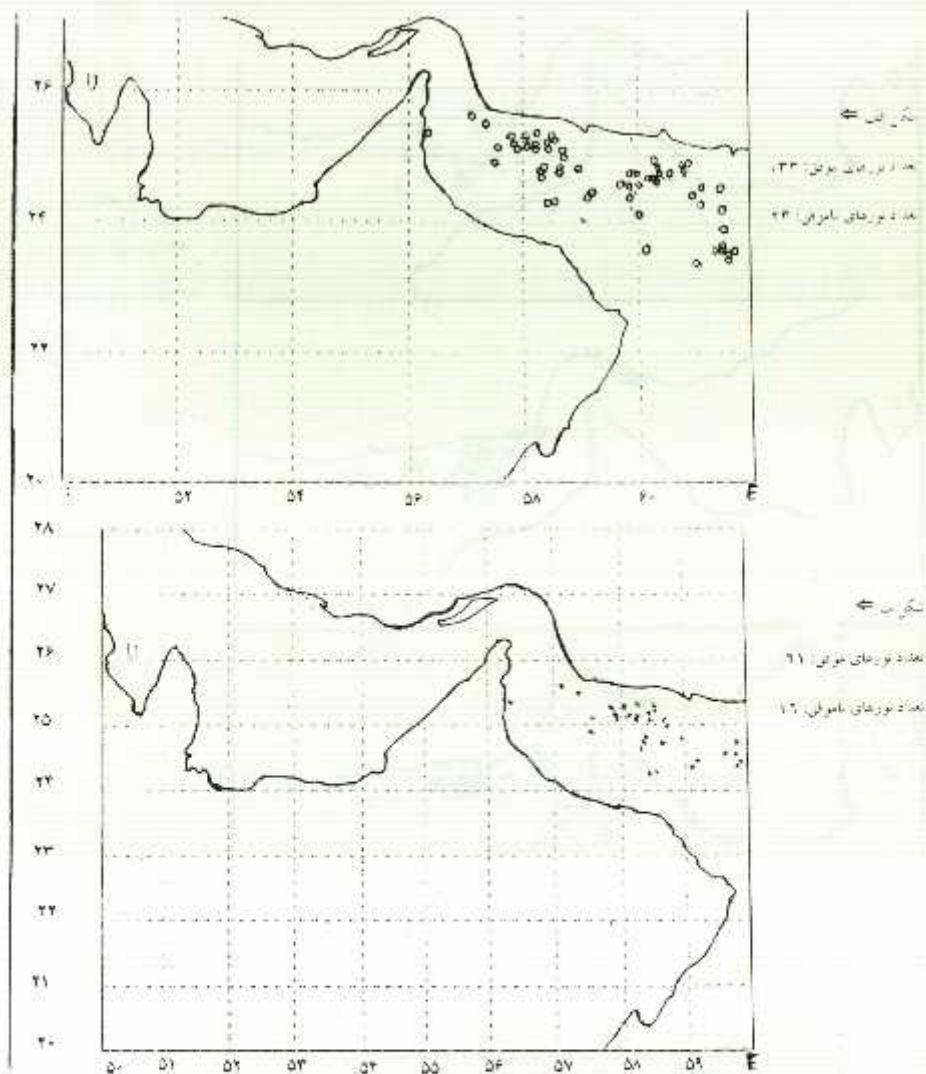 ۲۶
۲۴
۲۲
۲۰
۵۲ ۵۴ ۵۶ ۵۸ ۶۰ E
شکل الف ⇐
تعداد تورهای موفق: ۱۳۳
تعداد تورهای ناموفق: ۲۴
۲۸
۲۷
۲۶
۲۵
۲۴
۲۳
۲۲
۲۱
۲۰
۵۰ ۵۱ ۵۲ ۵۳ ۵۴ ۵۵ ۵۶ ۵۷ ۵۸ ۵۹ E
شکل ب ⇐
تعداد تورهای موفق: ۹۱
تعداد تورهای ناموفق: ۱۶